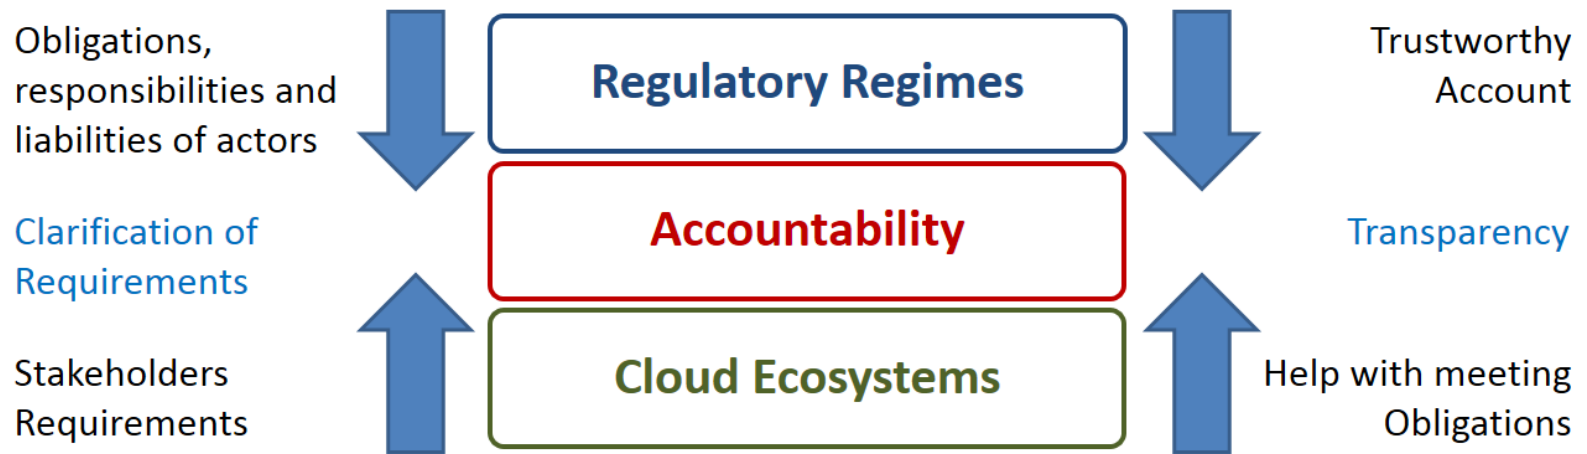 Obligations,
responsibilities and
liabilities of actors
Clarification of
Requirements
Stakeholders
Requirements
Regulatory Regimes
Accountability
Cloud Ecosystems
Trustworthy
Account
Transparency
Help with meeting
Obligations